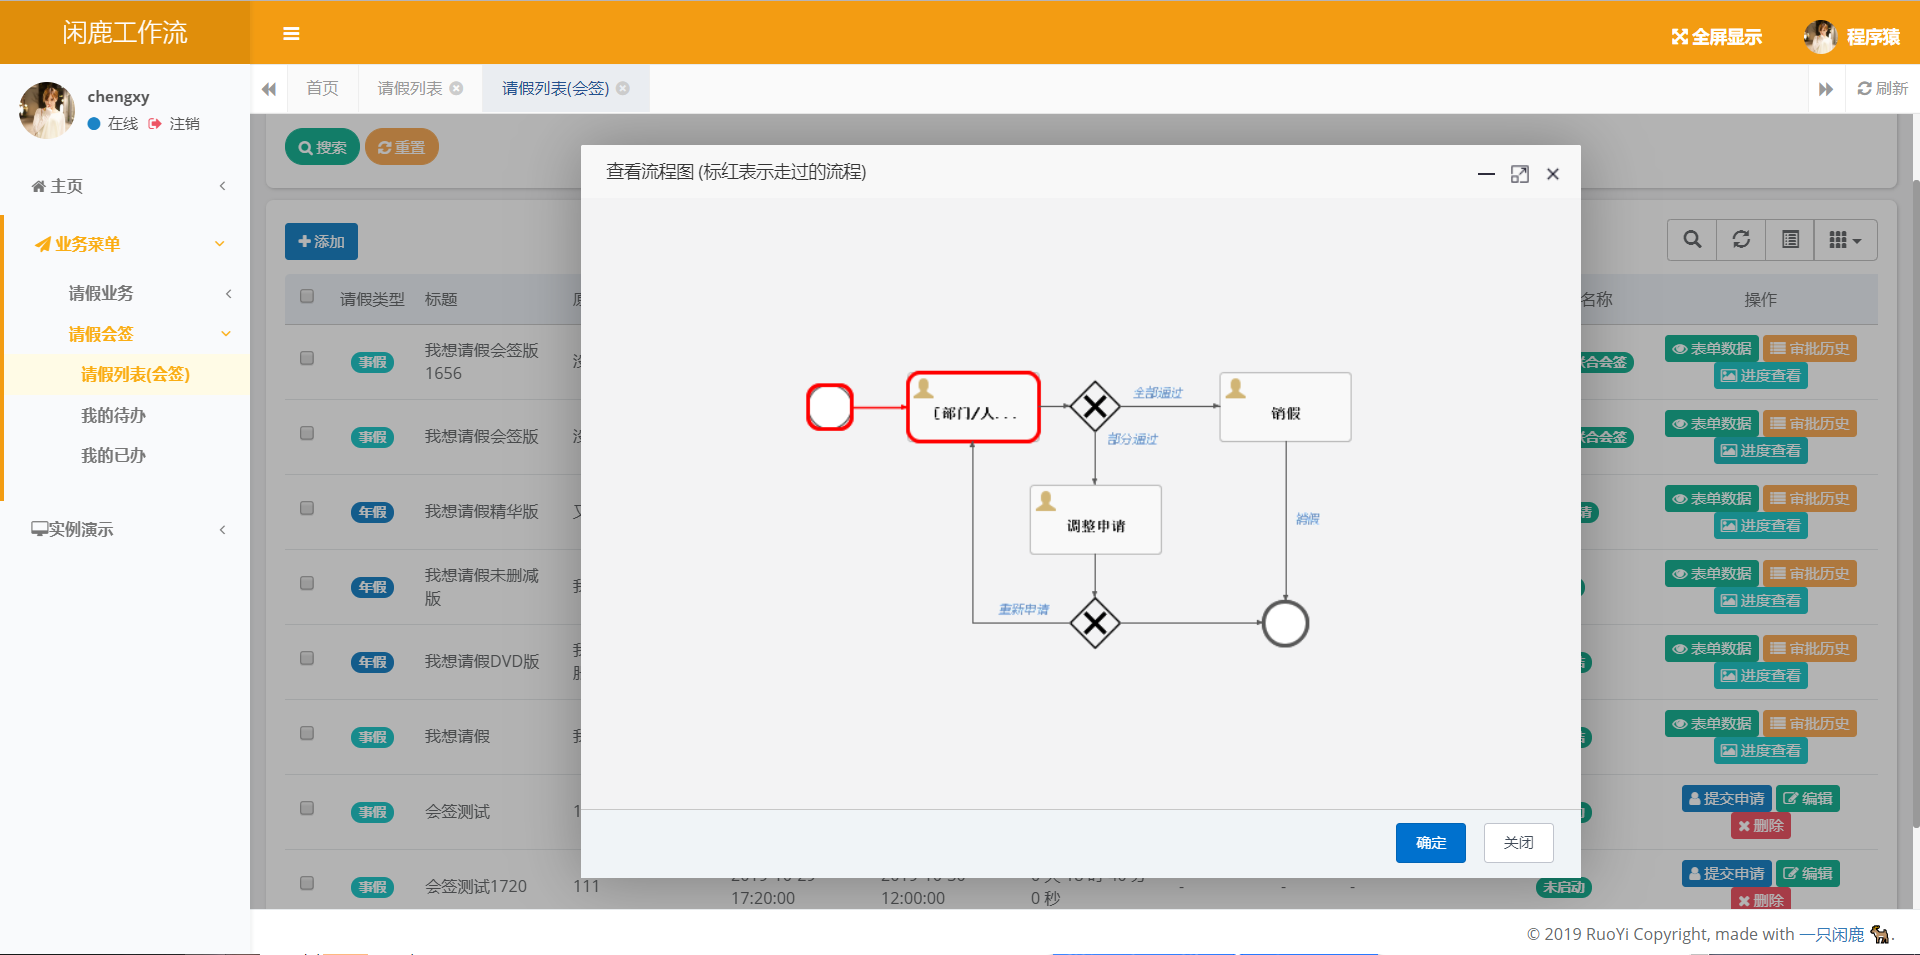 闲鹿工作流
全屏显示
程序猿
chengxy
在线 注销
首页
请假列表
请假列表(会签)
刷新
主页
业务菜单
请假业务
请假会签
请假列表(会签)
我的待办
我的已办
实例演示
搜索 重置
添加
请假类型 标题
名称 操作
事假 我想请假会签版
1656
合会签 表单数据 审批历史
进度查看
事假 我想请假会签版
合会签 表单数据 审批历史
进度查看
年假 我想请假精华版 又
请 表单数据 审批历史
进度查看
年假 我想请假未删减
版
表单数据 审批历史
进度查看
年假 我想请假DVD版
表单数据 审批历史
进度查看
事假 我想请假
表单数据 审批历史
进度查看
事假 会签测试 1
提交申请 编辑
删除
事假 会签测试1720 111
17:20:00 12:00:00 0 秒 - - - 未启动
提交申请 编辑
删除
查看流程图 (标红表示走过的流程)
[部门/人...
全部通过
部分通过
销假
调整申请
销假
重新申请
确定 关闭
© 2019 RuoYi Copyright, made with 一只闲鹿 .